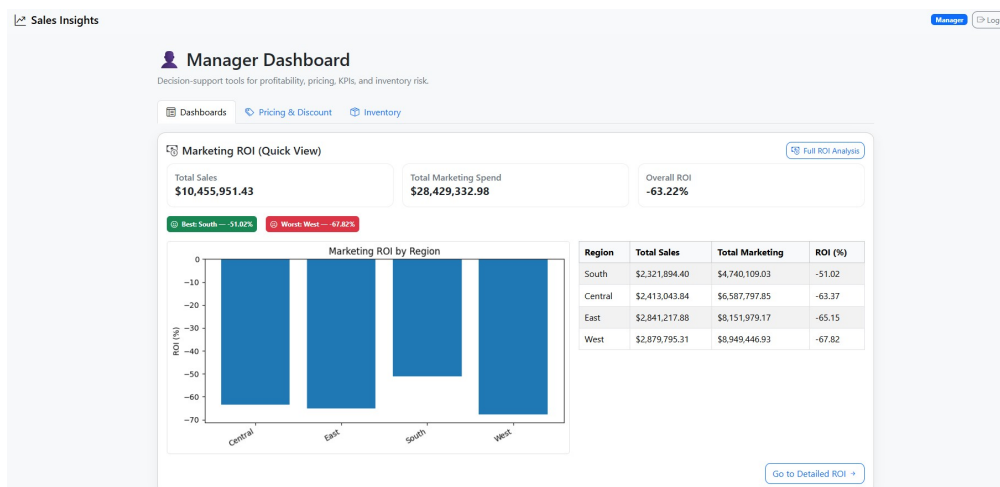 Sales Insights
Manager
Log
Manager Dashboard
Decision-support tools for profitability, pricing, KPIs, and inventory risk.
Dashboards
Pricing & Discount
Inventory
Marketing ROI (Quick View)
Full ROI Analysis
Total Sales
$10,455,951.43
Total Marketing Spend
$28,429,332.98
Overall ROI
-63.22%
Best: South — -51.02%
Worst: West — -67.82%
Marketing ROI by Region
ROI (%)
0
−10
−20
−30
−40
−50
−60
−70
Central
East
South
West
Region Total Sales Total Marketing ROI (%)
South $2,321,894.40 $4,740,109.03 -51.02
Central $2,413,043.84 $6,587,797.85 -63.37
East $2,841,217.88 $8,151,979.17 -65.15
West $2,879,795.31 $8,949,446.93 -67.82
Go to Detailed ROI →